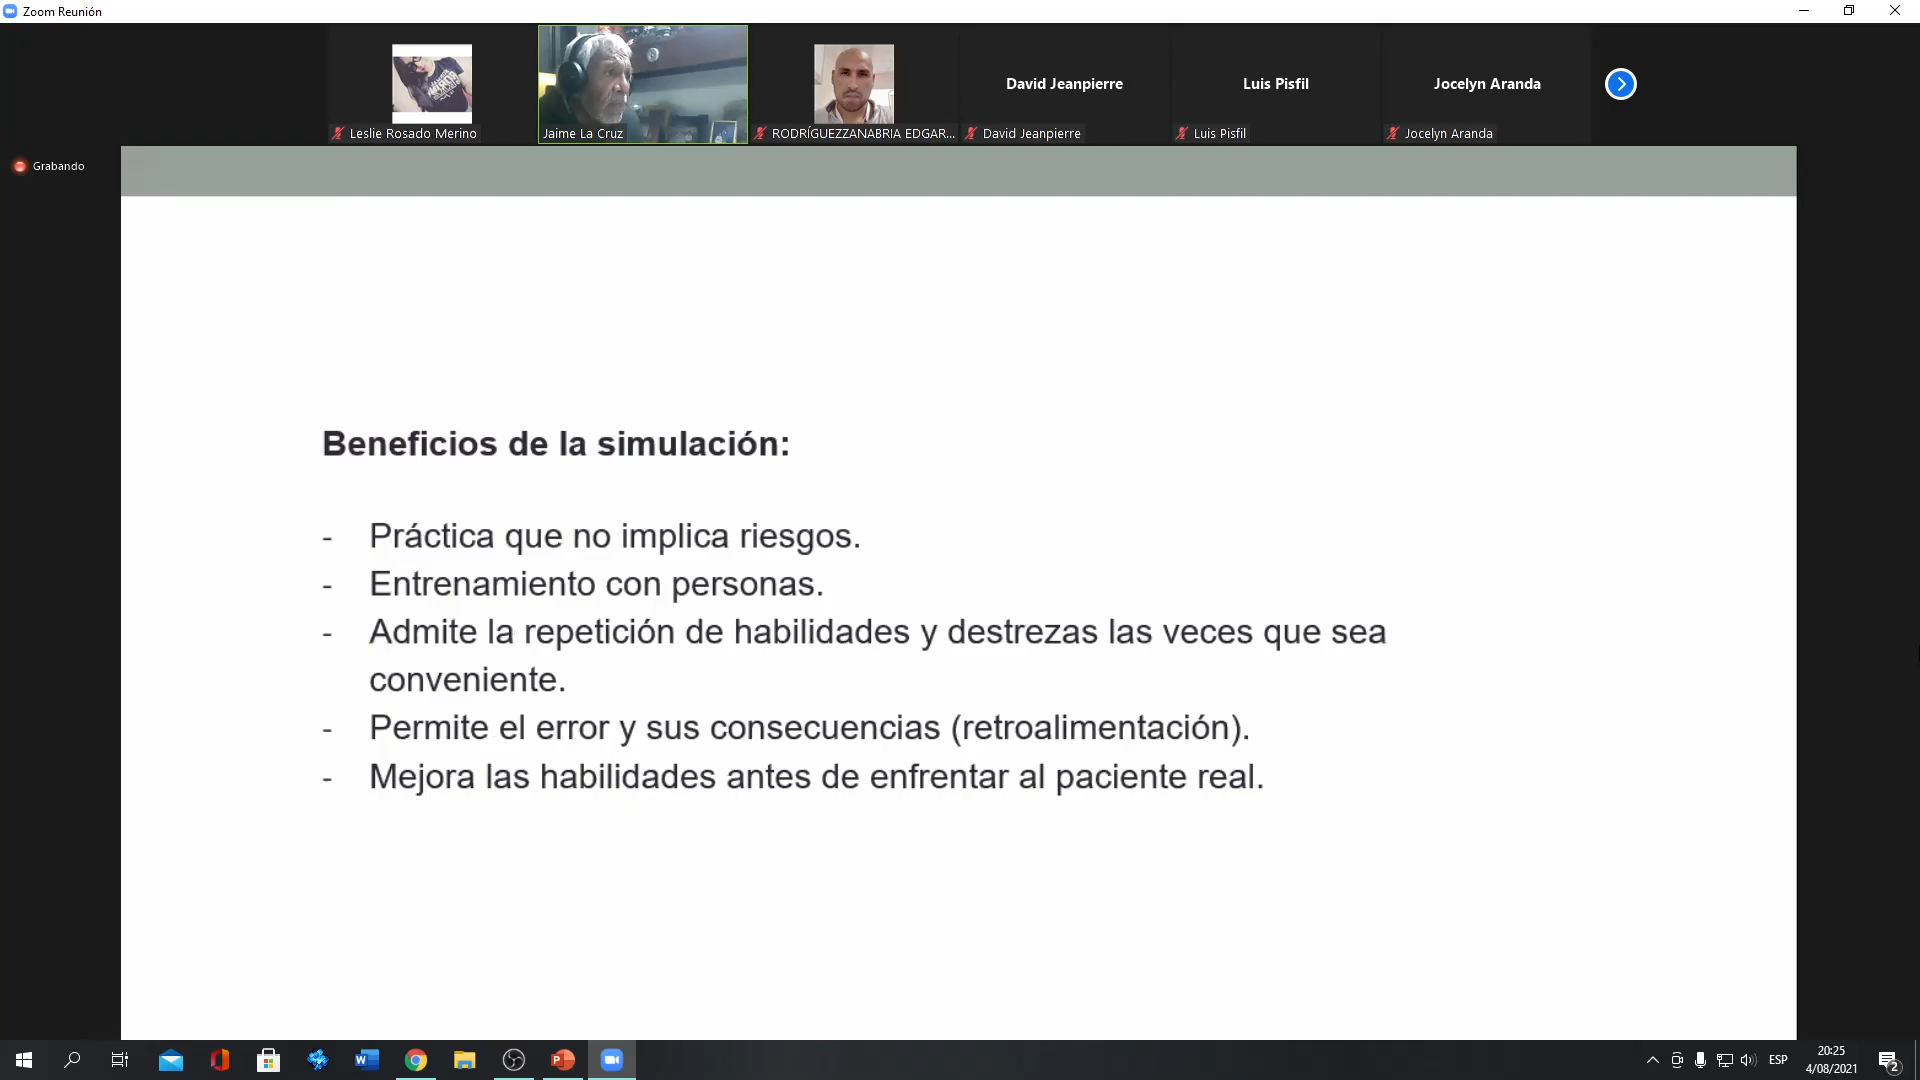 Zoom Reunión
David Jeanpierre
Luis Pisfil
Jocelyn Aranda
Leslie Rosado Merino
Jaime La Cruz
RODRÍGUEZZANABRIA EDGAR...
David Jeanpierre
Luis Pisfil
Jocelyn Aranda
Grabando
Beneficios de la simulación:
- Práctica que no implica riesgos.
- Entrenamiento con personas.
- Admite la repetición de habilidades y destrezas las veces que sea
conveniente.
- Permite el error y sus consecuencias (retroalimentación).
- Mejora las habilidades antes de enfrentar al paciente real.
ESP
20:25
4/08/2021
2